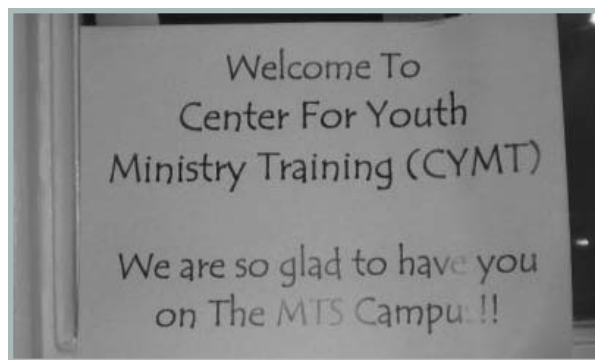 Welcome To
Center For Youth
Ministry Training (CYMT)
We are so glad to have you
on The MTS Campus!!